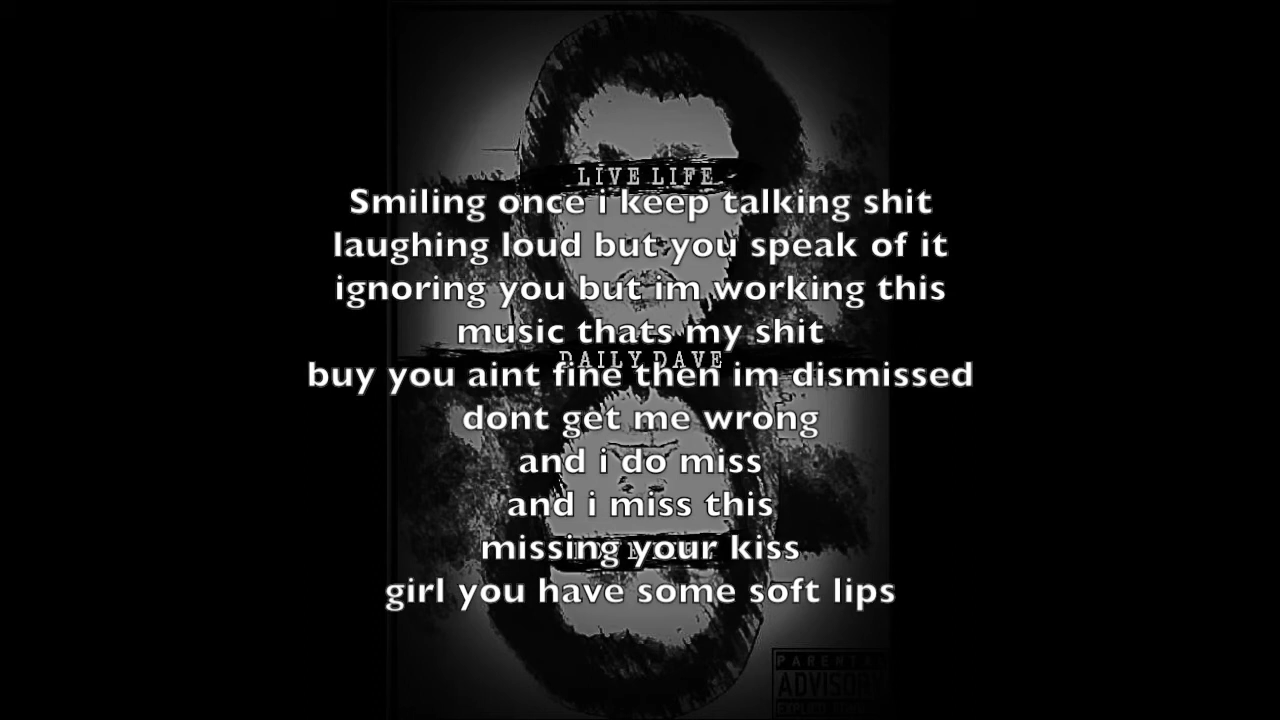 LIVE LIFE
Smiling once i keep talking shit
laughing loud but you speak of it
ignoring you but im working this
music thats my shit
DAILY DAVE
buy you aint fine then im dismissed
dont get me wrong
and i do miss
and i miss this
missing your kiss
girl you have some soft lips
PARENTAL
ADVISORY
EXPLICIT